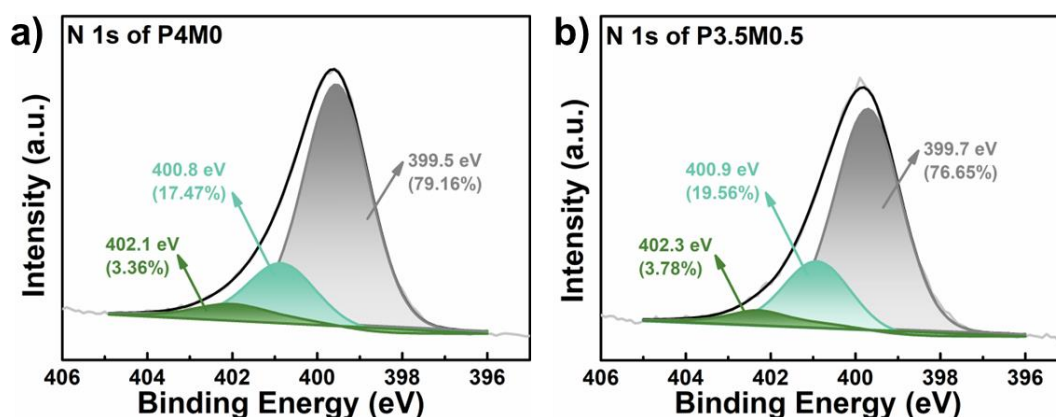 a)
N 1s of P4M0
Intensity (a.u.)
400.8 eV
(17.47%)
399.5 eV
(79.16%)
402.1 eV
(3.36%)
406 404 402 400 398 396
Binding Energy (eV)
b)
N 1s of P3.5M0.5
Intensity (a.u.)
399.7 eV
(76.65%)
400.9 eV
(19.56%)
402.3 eV
(3.78%)
406 404 402 400 398 396
Binding Energy (eV)